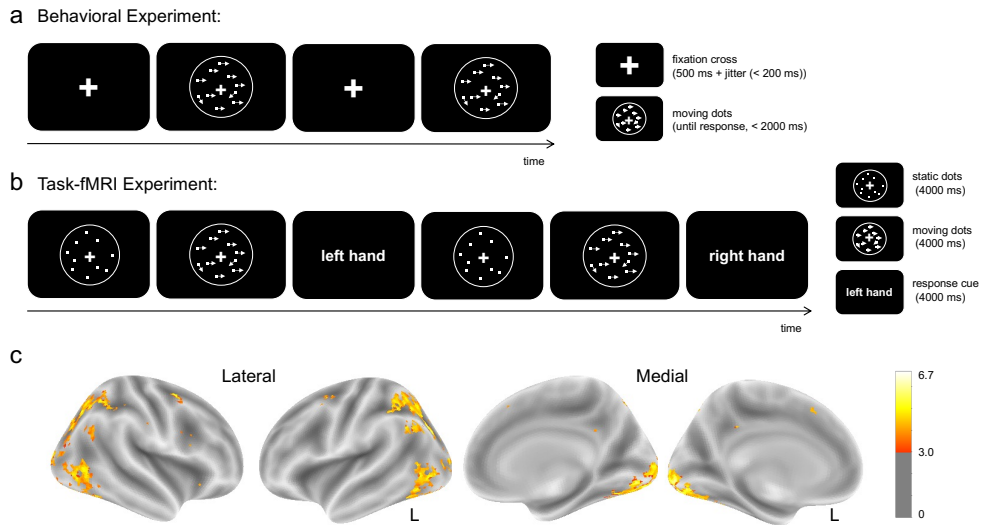 a Behavioral Experiment:
fixation cross
(500 ms + jitter (< 200 ms))
moving dots
(until response, < 2000 ms)
time
b Task-fMRI Experiment:
static dots
(4000 ms)
left hand
right hand
moving dots
(4000 ms)
left hand
response cue
(4000 ms)
time
c
Lateral
Medial
6.7
3.0
0
L
L